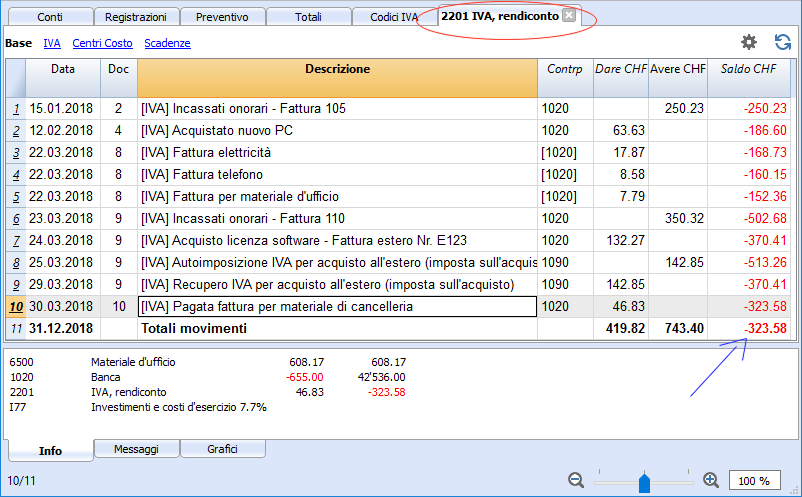 Conti Registrazioni Preventivo Totali Codici IVA 2201 IVA, rendiconto
Base IVA Centri Costo Scadenze
Data Doc Descrizione Contrp Dare CHF Avere CHF Saldo CHF
1 15.01.2018 2 [IVA] Incassati onorari - Fattura 105 1020 250.23 -250.23
2 12.02.2018 4 [IVA] Acquistato nuovo PC 1020 63.63 -186.60
3 22.03.2018 8 [IVA] Fattura elettricità [1020] 17.87 -168.73
4 22.03.2018 8 [IVA] Fattura telefono [1020] 8.58 -160.15
5 22.03.2018 8 [IVA] Fattura per materiale d'ufficio [1020] 7.79 -152.36
6 23.03.2018 9 [IVA] Incassati onorari - Fattura 110 1020 350.32 -502.68
7 24.03.2018 9 [IVA] Acquisto licenza software - Fattura estero Nr. E123 1020 132.27 -370.41
8 25.03.2018 9 [IVA] Autoimposizione IVA per acquisto all'estero (imposta sull'acquis 1090 142.85 -513.26
9 29.03.2018 9 [IVA] Recupero IVA per acquisto all'estero (imposta sull'acquisto) 1090 142.85 -370.41
10 30.03.2018 10 [IVA] Pagata fattura per materiale di cancelleria 1020 46.83 -323.58
11 31.12.2018 Totali movimenti 419.82 743.40 -323.58
6500 Materiale d'ufficio 608.17 608.17
1020 Banca -655.00 42'536.00
2201 IVA, rendiconto 46.83 -323.58
I77 Investimenti e costi d'esercizio 7.7%
Info Messaggi Grafici
10/11 100 %